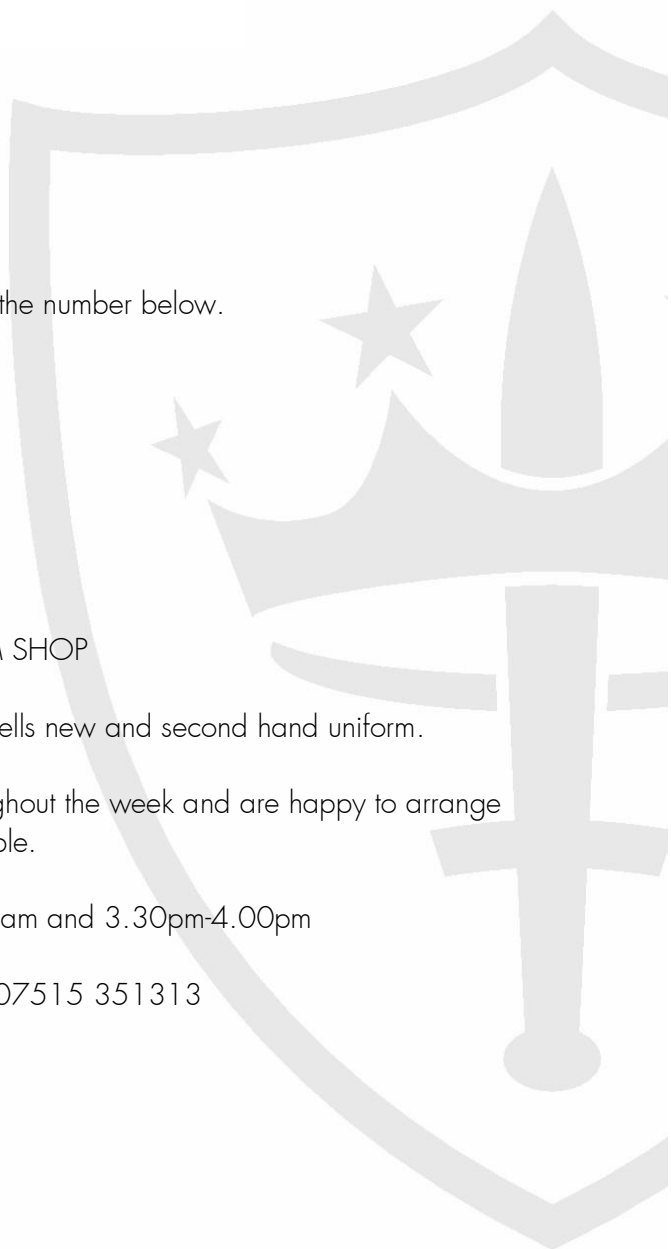 the number below.
M SHOP
ells new and second hand uniform.
ghout the week and are happy to arrange
ble.
am and 3.30pm-4.00pm
07515 351313